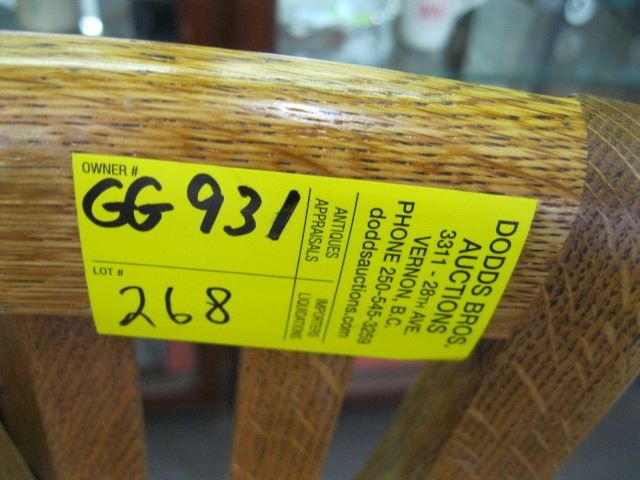 OWNER #
GG 931
LOT #
268
ANTIQUES
APPRAISALS
IMPORTERS
LIQUIDATIONS
DODDS BROS.
AUCTIONS
3311 - 28TH AVE.
VERNON, B.C.
PHONE 250-545-3259
doddsauctions.com